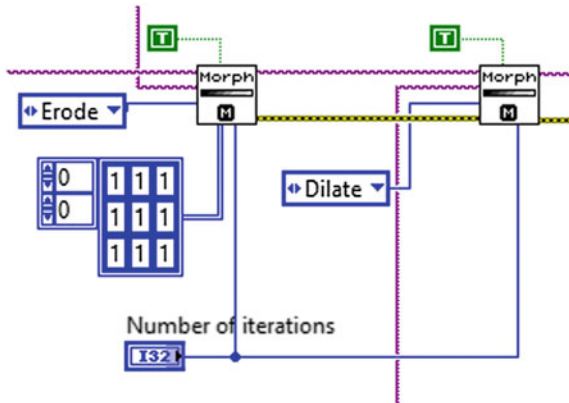 T T
Morph Morph
M M
Erode
0 1 1 1
0 1 1 1
1 1 1
Dilate
Number of iterations
I32